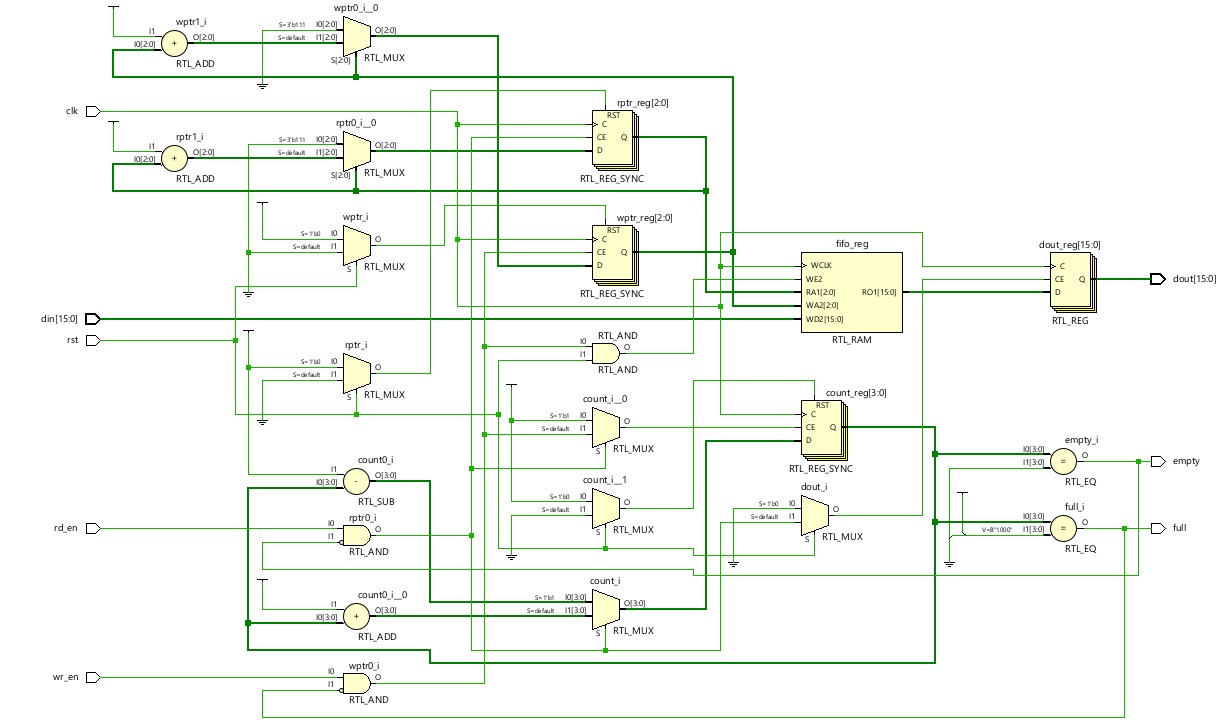 wptr0_i__0
wptr1_i
S=3'b111 I0[2:0]
I1 O[2:0]
I0[2:0] + O[2:0] S=default I1[2:0]
S[2:0] RTL_MUX
RTL_ADD
clk
rptr_reg[2:0]
RST
C
CE Q
D
RTL_REG_SYNC
rptr0_i__0
rptr1_i
S=3'b111 I0[2:0]
I1 O[2:0]
I0[2:0] + O[2:0] S=default I1[2:0]
S[2:0] RTL_MUX
RTL_ADD
wptr_i
S=1'b0 I0
O
S=default I1
S RTL_MUX
wptr_reg[2:0]
RST
C
CE Q
D
RTL_REG_SYNC
fifo_reg
WCLK
WE2
RA1[2:0] RO1[15:0]
WA2[2:0]
WD2[15:0]
RTL_RAM
dout_reg[15:0]
C
CE Q
D
RTL_REG
dout[15:0]
din[15:0]
rst
RTL_AND
I0
O
I1
RTL_AND
rptr_i
S=1'b0 I0
O
S=default I1
S RTL_MUX
count_i__0
S=1'b1 I0
O
S=default I1
S RTL_MUX
count_reg[3:0]
RST
C
CE Q
D
RTL_REG_SYNC
empty_i
I0[3:0] O
I1[3:0] =
RTL_EQ
empty
count0_i
I1
I0[3:0] - O[3:0]
RTL_SUB
count_i__1
S=1'b0 I0
O
S=default I1
S RTL_MUX
dout_i
S=1'b0 I0
O
S=default I1
S RTL_MUX
full_i
I0[3:0] O
V=B"1000" I1[3:0] =
RTL_EQ
full
rd_en
rptr0_i
I0
O
I1
RTL_AND
count0_i__0
I1
I0[3:0] + O[3:0]
RTL_ADD
count_i
S=1'b1 I0[3:0]
O[3:0]
S=default I1[3:0]
S RTL_MUX
wr_en
wptr0_i
I0
O
I1
RTL_AND